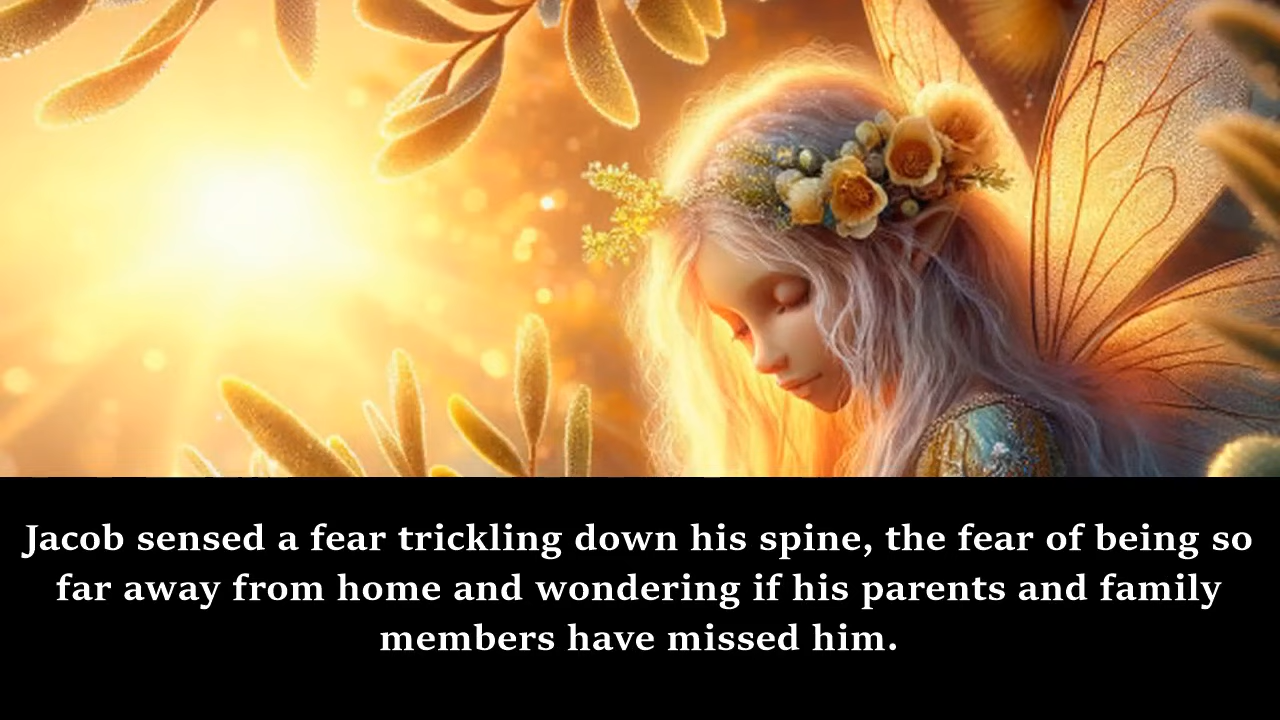 Jacob sensed a fear trickling down his spine, the fear of being so
far away from home and wondering if his parents and family
members have missed him.